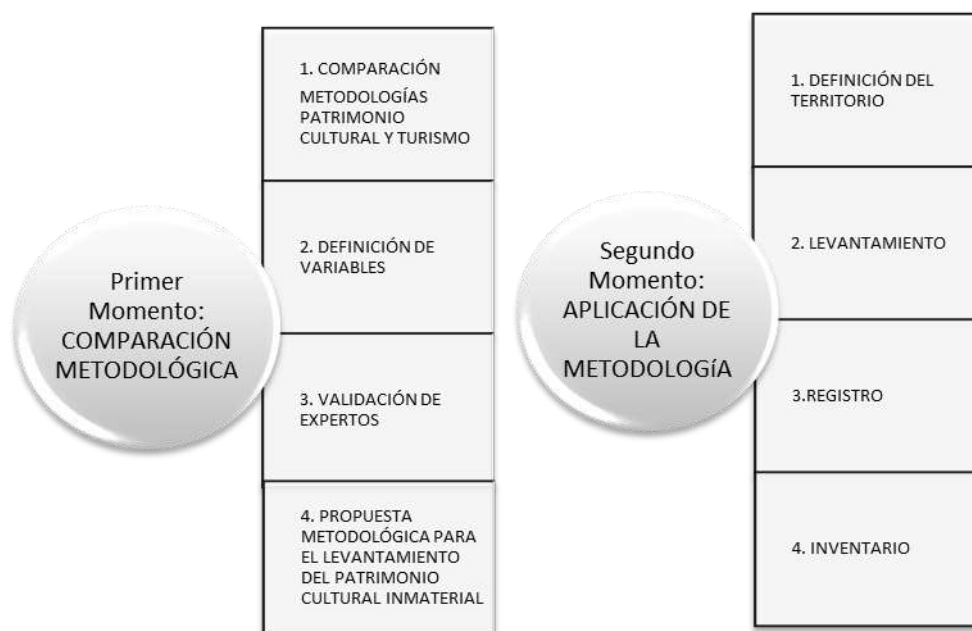 Primer
Momento:
COMPARACIÓN
METODOLÓGICA
1. COMPARACIÓN
METODOLOGÍAS
PATRIMONIO
CULTURAL Y TURISMO
2. DEFINICIÓN DE
VARIABLES
3. VALIDACIÓN DE
EXPERTOS
4. PROPUESTA
METODOLÓGICA PARA
EL LEVANTAMIENTO
DEL PATRIMONIO
CULTURAL INMATERIAL
Segundo
Momento:
APLICACIÓN DE
LA
METODOLOGíA
1. DEFINICIÓN DEL
TERRITORIO
2. LEVANTAMIENTO
3.REGISTRO
4. INVENTARIO